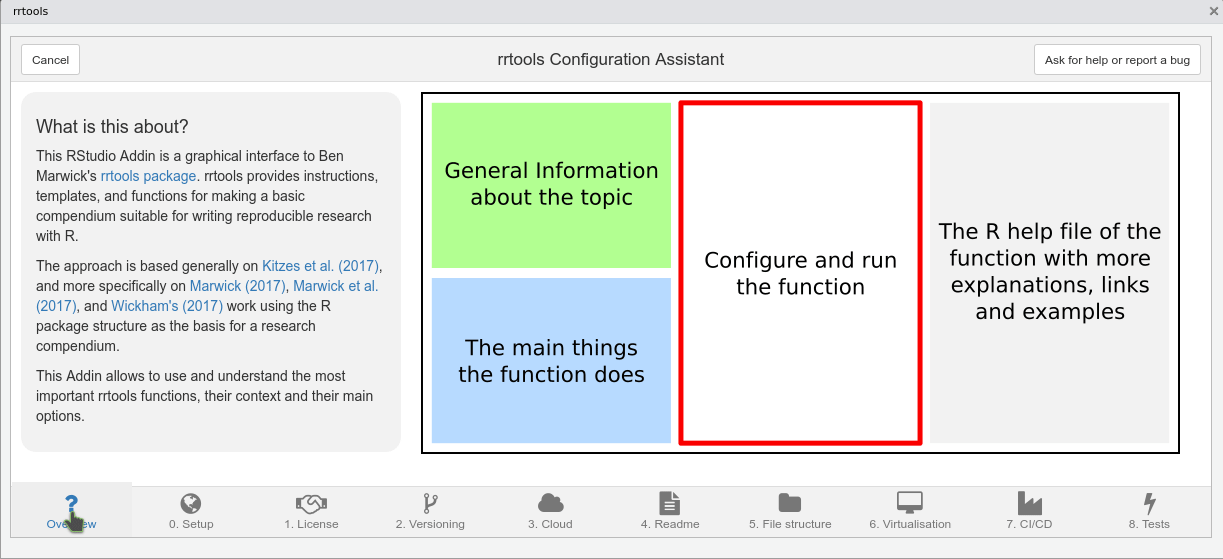 rrtools
Cancel
rrtools Configuration Assistant
Ask for help or report a bug
What is this about?
This RStudio Addin is a graphical interface to Ben
Marwick's rrtools package. rrtools provides instructions,
templates, and functions for making a basic
compendium suitable for writing reproducible research
with R.
The approach is based generally on Kitzes et al. (2017),
and more specifically on Marwick (2017), Marwick et al.
(2017), and Wickham's (2017) work using the R
package structure as the basis for a research
compendium.
This Addin allows to use and understand the most
important rrtools functions, their context and their main
options.
General Information
about the topic
The main things
the function does
Configure and run
the function
The R help file of the
function with more
explanations, links
and examples
Overview
0. Setup
1. License
2. Versioning
3. Cloud
4. Readme
5. File structure
6. Virtualisation
7. CI/CD
8. Tests